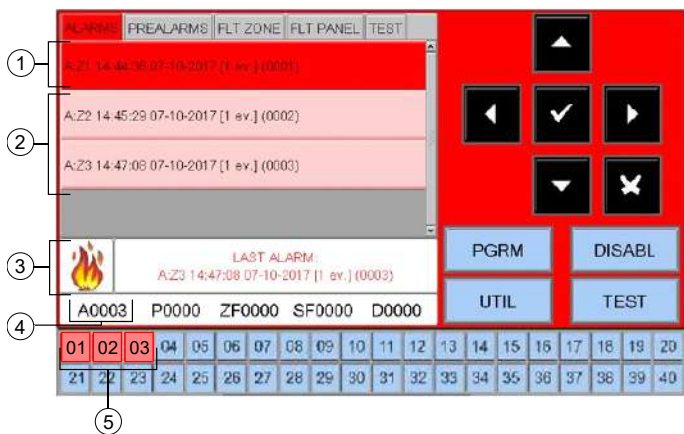 ALARMS PREALARMS FLT ZONE FLT PANEL TEST
1
A:Z1 14:44:36 07-10-2017 [1 ev.] (0001)
2
A:Z2 14:45:29 07-10-2017 [1 ev.] (0002)
A:Z3 14:47:08 07-10-2017 [1 ev.] (0003)
3
LAST ALARM:
A:Z3 14:47:08 07-10-2017 [1 ev.] (0003)
4
A0003 P0000 ZF0000 SF0000 D0000
PGRM DISABL
UTIL TEST
01 02 03 04 05 06 07 08 09 10 11 12 13 14 15 16 17 18 19 20
21 22 23 24 25 26 27 28 29 30 31 32 33 34 35 36 37 38 39 40
5